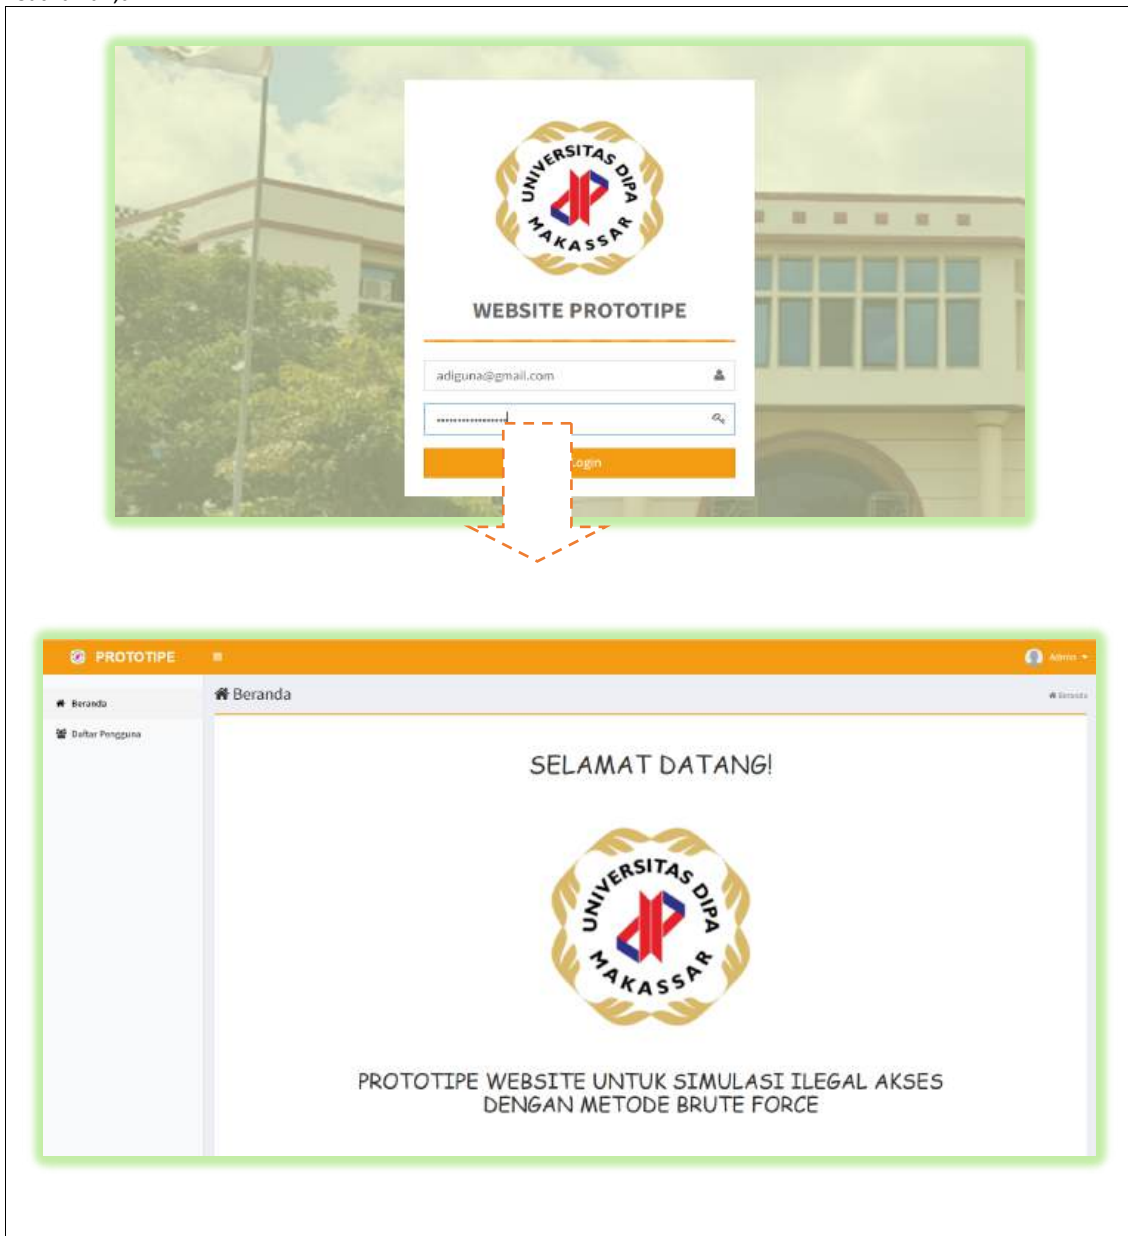 UNIVERSITAS DIPA
MAKASSAR
WEBSITE PROTOTIPE
adiguna@gmail.com
PROTOTIPE
Admin
Beranda
Beranda
Beranda
Daftar Pengguna
SELAMAT DATANG!
UNIVERSITAS DIPA
MAKASSAR
PROTOTIPE WEBSITE UNTUK SIMULASI ILEGAL AKSES
DENGAN METODE BRUTE FORCE